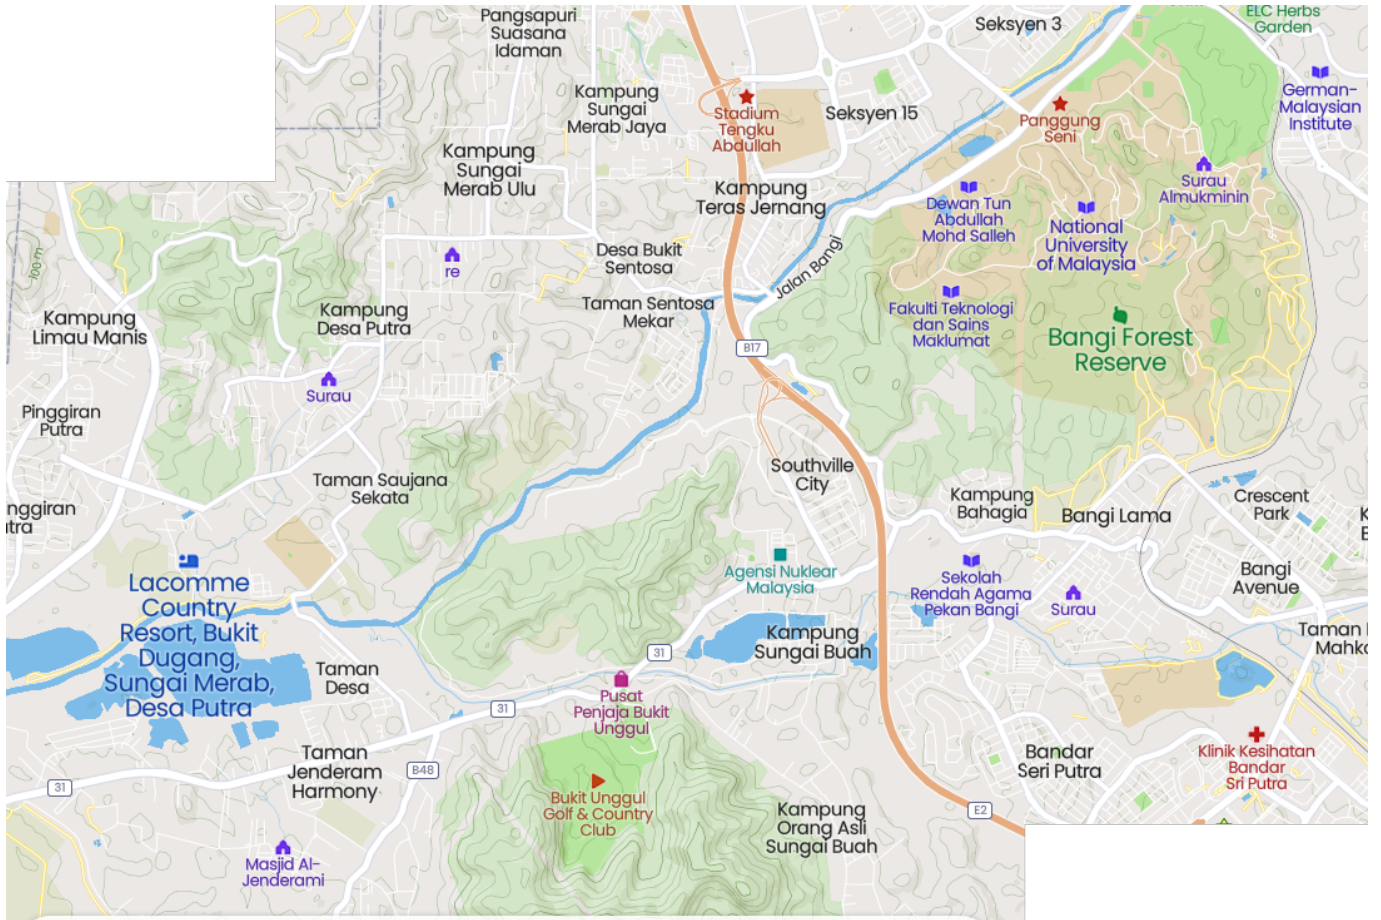 Pangsapuri
Suasana
Idaman
Seksyen 3
ELC Herbs
Garden
German-
Malaysian
Institute
Kampung
Sungai
Merab Jaya
Stadium
Tengku
Abdullah
Seksyen 15
Panggung
Seni
Kampung
Sungai
Merab Ulu
Kampung
Teras Jernang
Surau
Almukminin
Dewan Tun
Abdullah
Mohd Salleh
National
University
of Malaysia
re
Desa Bukit
Sentosa
Jalan Bangi
100 m
Taman Sentosa
Mekar
Kampung
Limau Manis
Kampung
Desa Putra
Fakulti Teknologi
dan Sains
Maklumat
Bangi Forest
Reserve
B17
Surau
Pinggiran
Putra
Southville
City
Taman Saujana
Sekata
Kampung
Bahagia
Bangi Lama
Crescent
Park
nggiran
utra
Lacomme
Country
Resort, Bukit
Dugang,
Sungai Merab,
Desa Putra
Agensi Nuklear
Malaysia
Sekolah
Rendah Agama
Pekan Bangi
Surau
Bangi
Avenue
Kampung
Sungai Buah
Taman
Mahko
31
Taman
Desa
Pusat
Penjaja Bukit
Unggul
31
Taman
Jenderam
Harmony
B48
31
Bandar
Seri Putra
Klinik Kesihatan
Bandar
Sri Putra
Bukit Unggul
Golf & Country
Club
Kampung
Orang Asli
Sungai Buah
E2
Masjid Al-
Jenderami